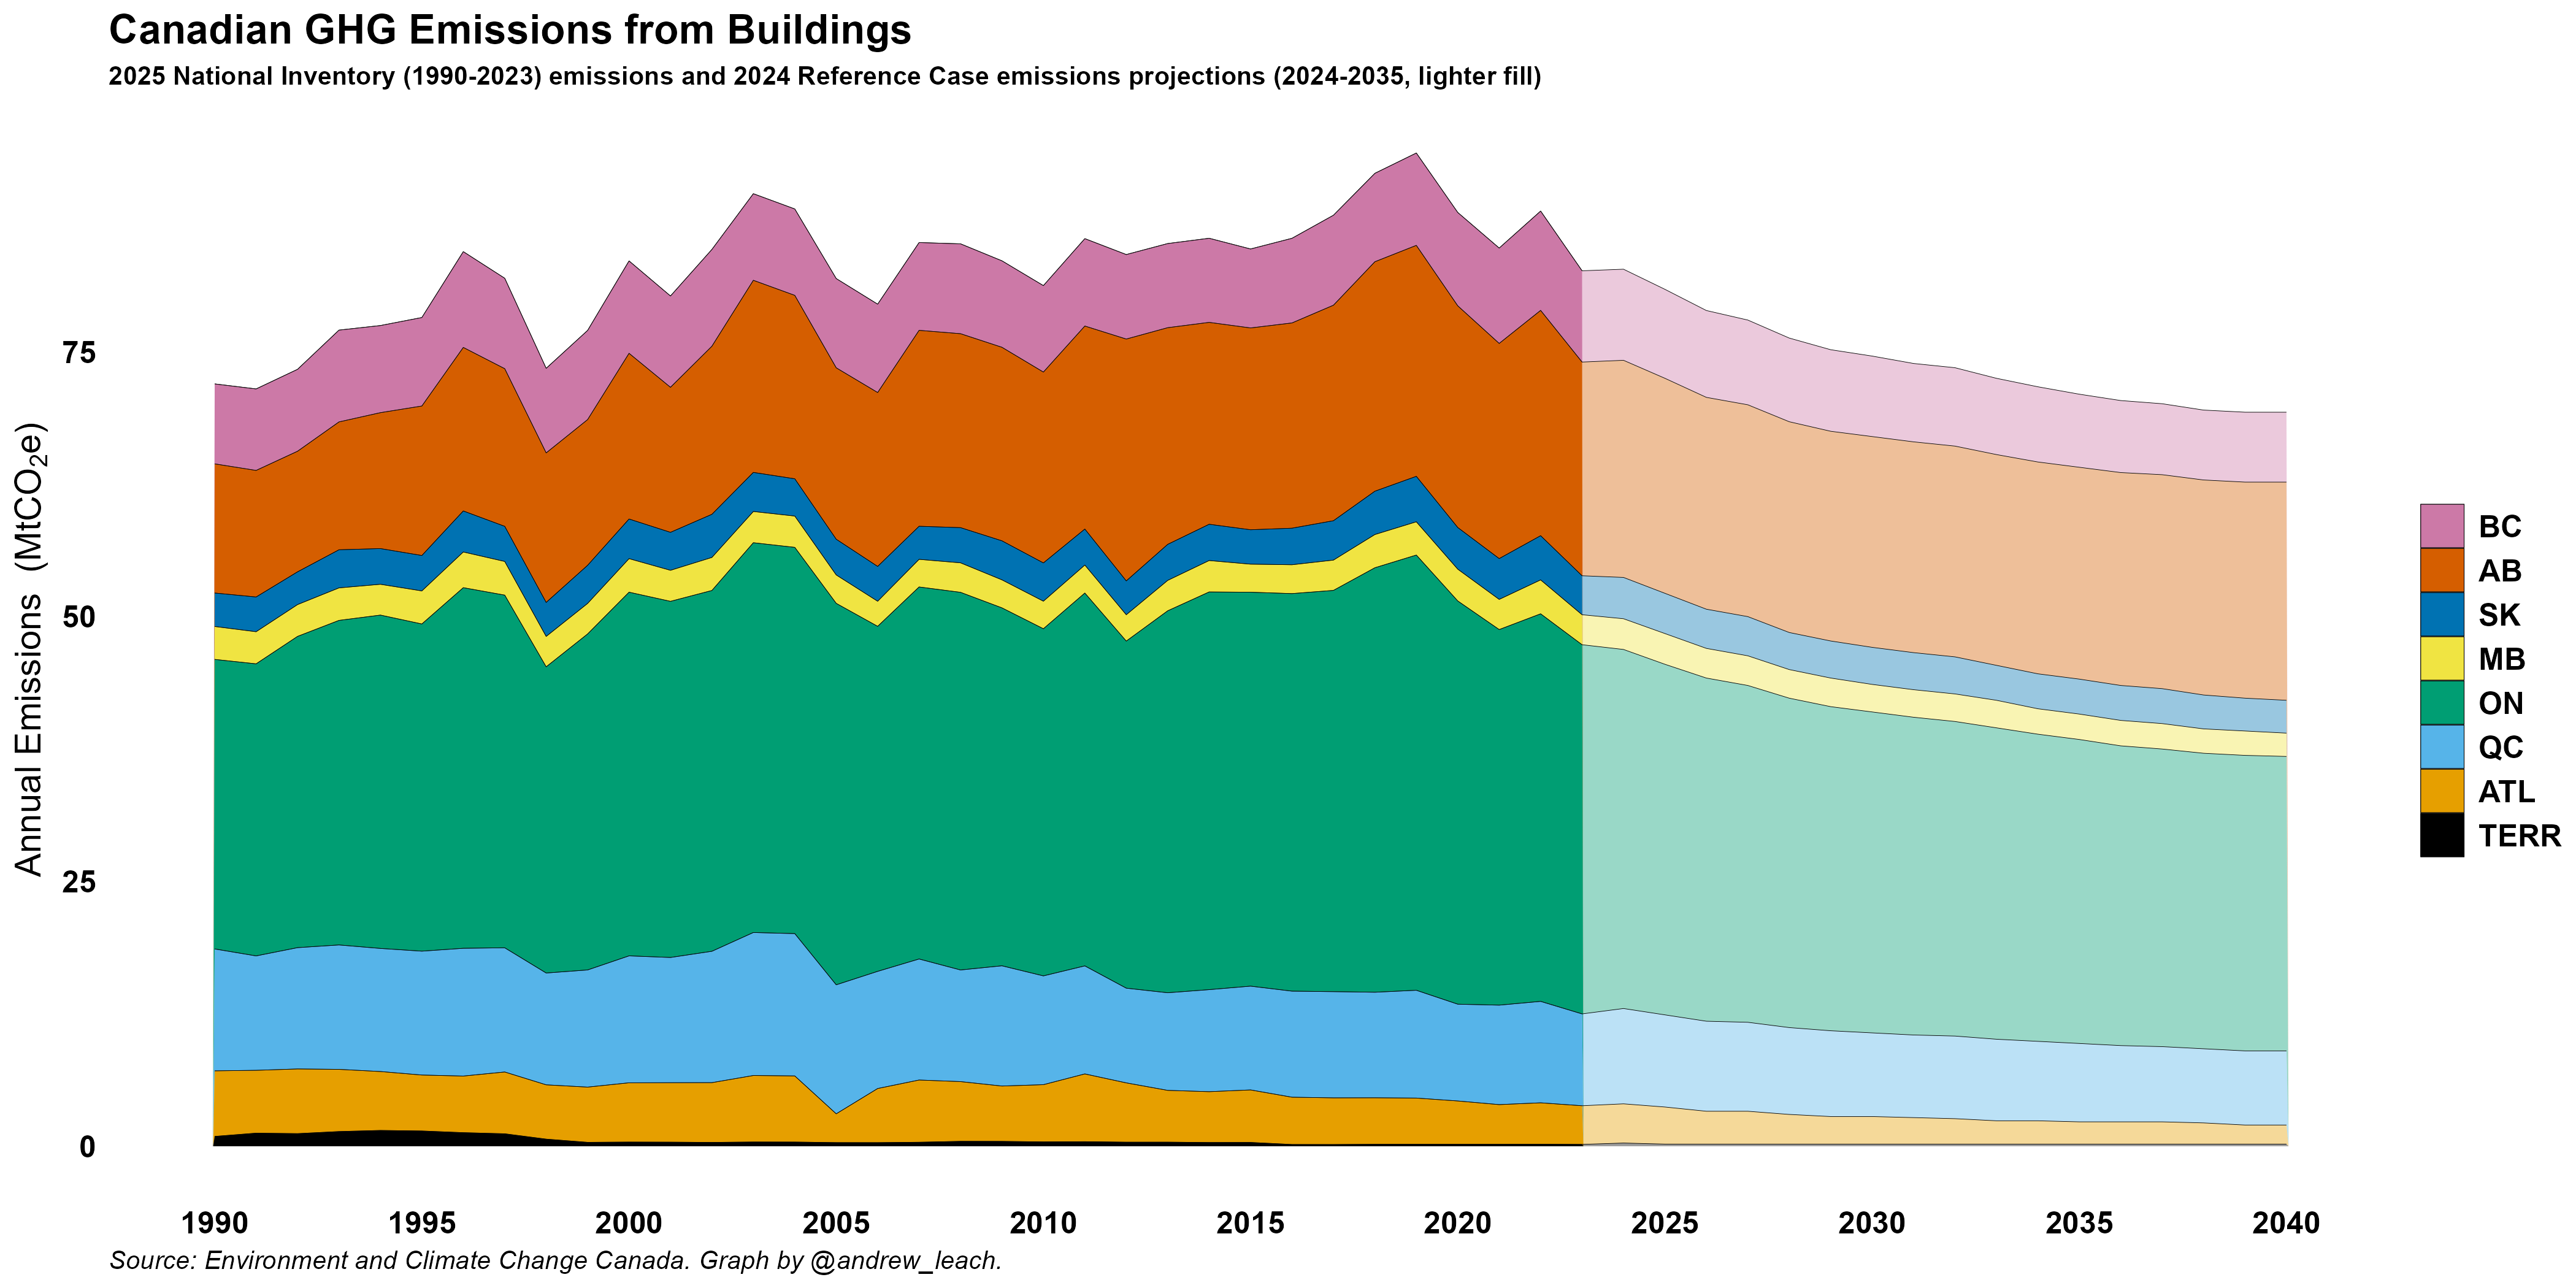 Canadian GHG Emissions from Buildings
2025 National Inventory (1990-2023) emissions and 2024 Reference Case emissions projections (2024-2035, lighter fill)
Annual Emissions (MtCO₂e)
75
50
25
0
1990 1995 2000 2005 2010 2015 2020 2025 2030 2035 2040
BC
AB
SK
MB
ON
QC
ATL
TERR
Source: Environment and Climate Change Canada. Graph by @andrew_leach.